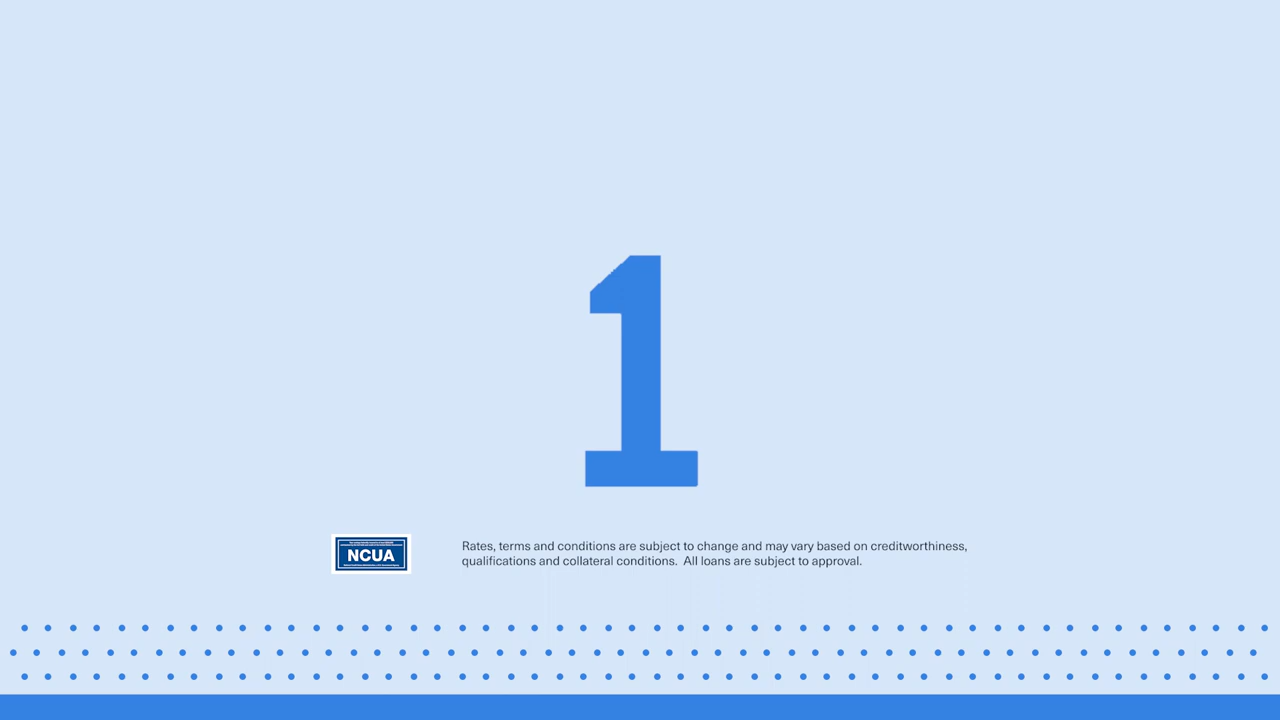 1
NCUA
Rates, terms and conditions are subject to change and may vary based on creditworthiness,
qualifications and collateral conditions.  All loans are subject to approval.